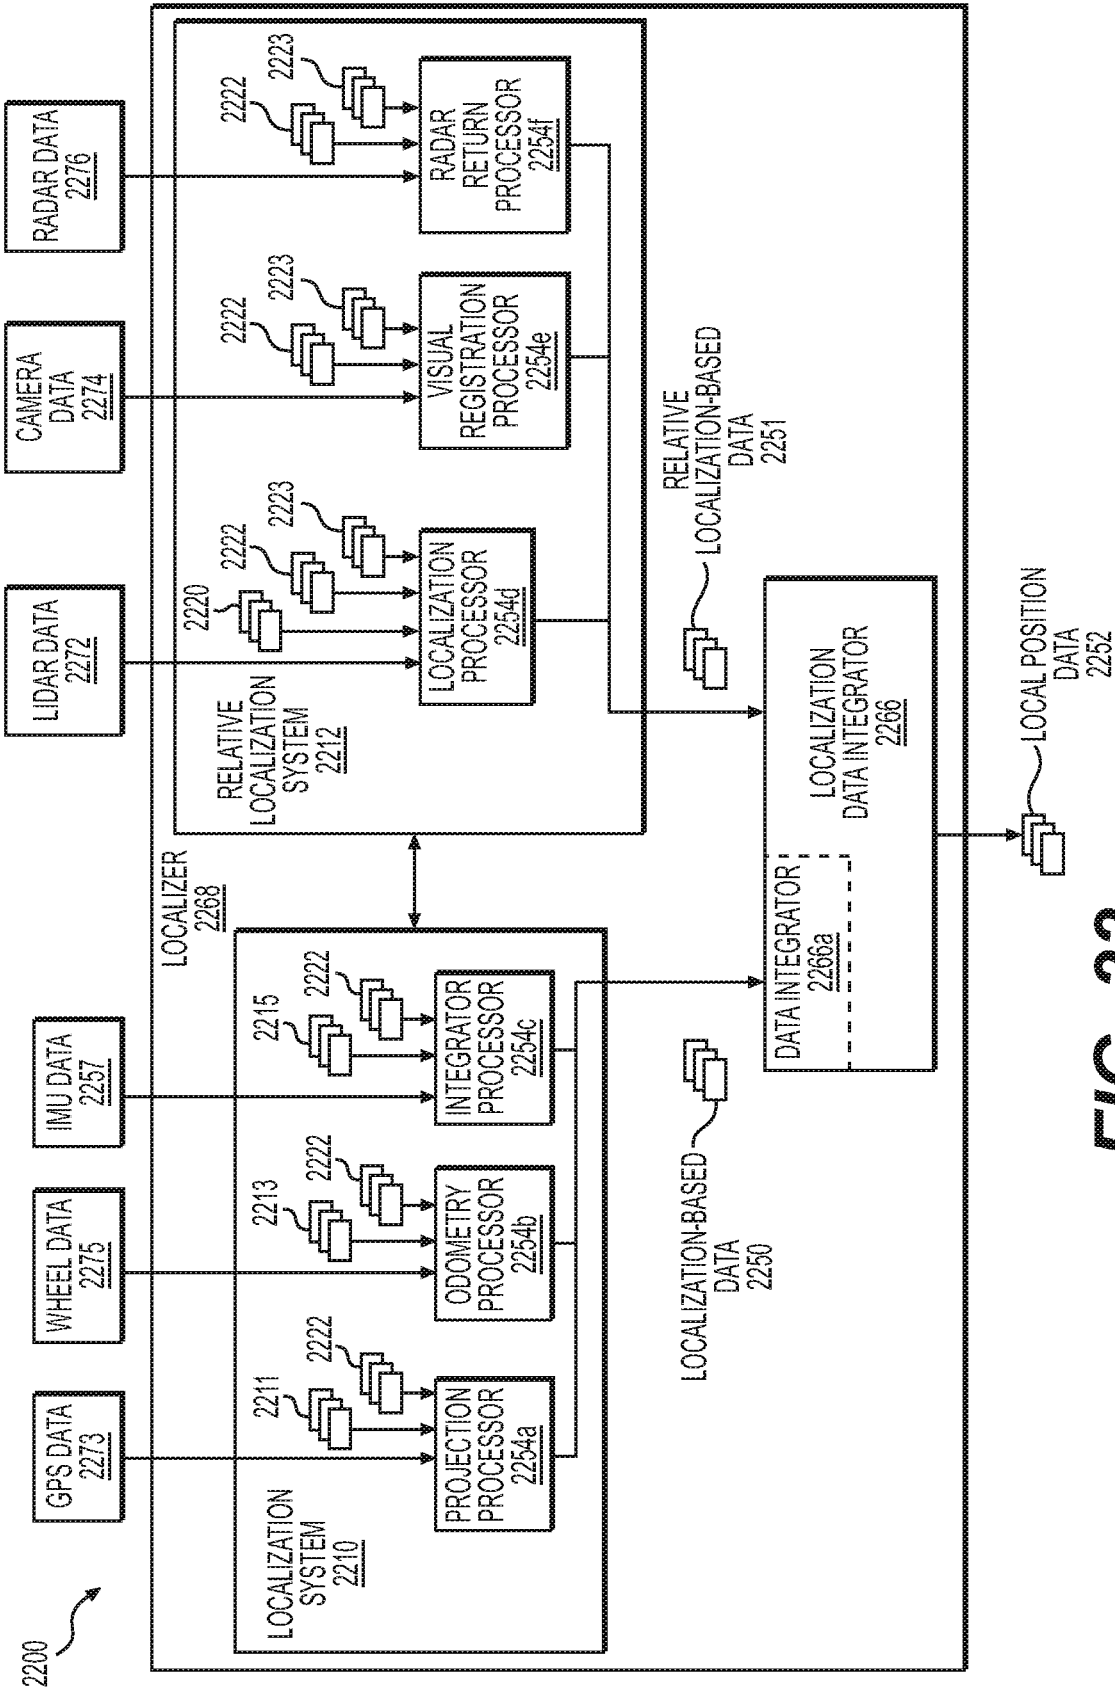 2200
GPS DATA
2273
WHEEL DATA
2275
IMU DATA
2257
LIDAR DATA
2272
CAMERA
DATA
2274
RADAR DATA
2276
LOCALIZER
2268
LOCALIZATION
SYSTEM
2210
2211
2222
PROJECTION
PROCESSOR
2254a
2213
2222
ODOMETRY
PROCESSOR
2254b
2215
2222
INTEGRATOR
PROCESSOR
2254c
RELATIVE
LOCALIZATION
SYSTEM
2212
2220
2222
2223
LOCALIZATION
PROCESSOR
2254d
2222
2223
VISUAL
REGISTRATION
PROCESSOR
2254e
2222
2223
RADAR
RETURN
PROCESSOR
2254f
LOCALIZATION-BASED
DATA
2250
RELATIVE
LOCALIZATION-BASED
DATA
2251
DATA INTEGRATOR
2266a
LOCALIZATION
DATA INTEGRATOR
2266
LOCAL POSITION
DATA
2252